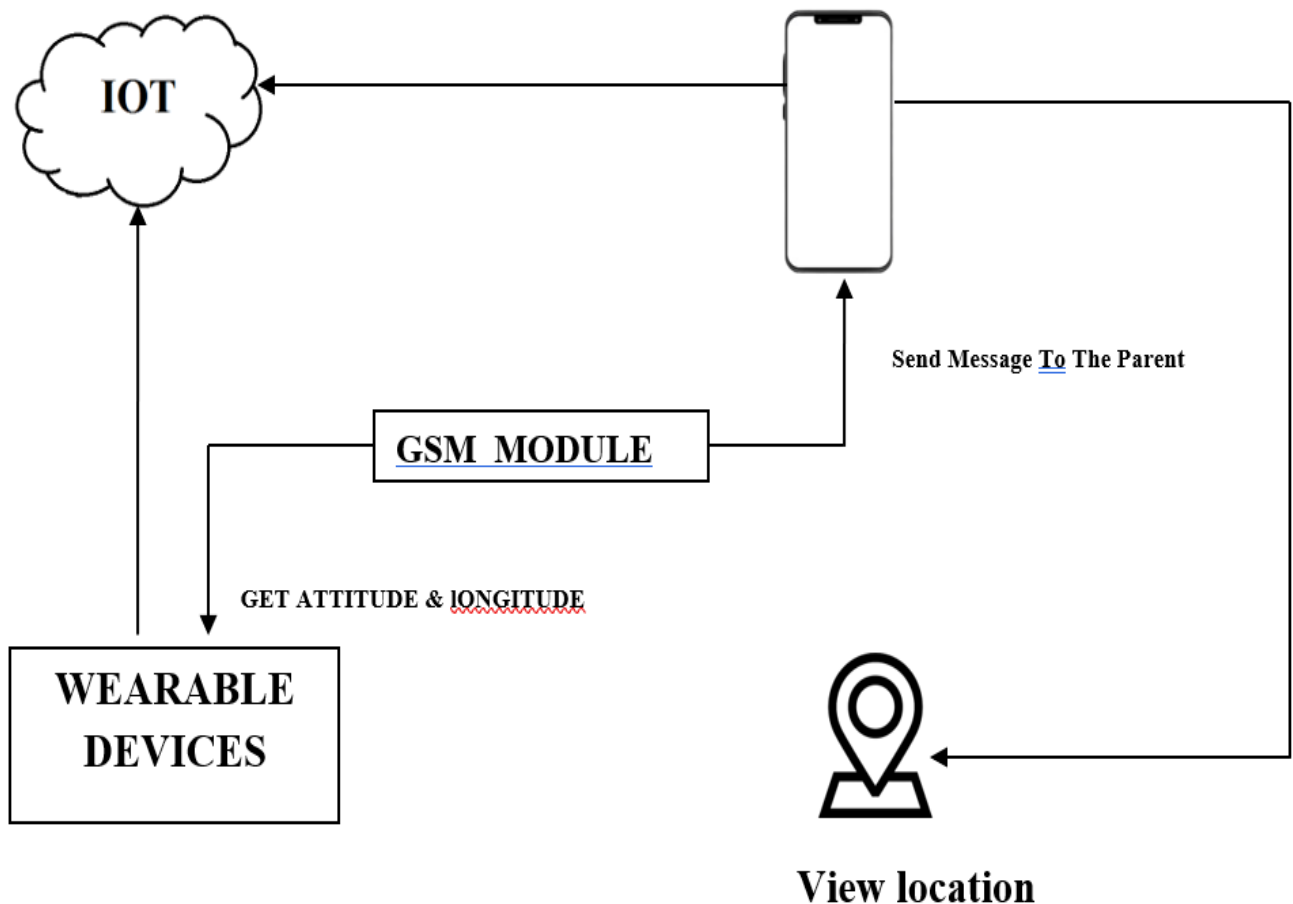 IOT
Send Message To The Parent
GSM MODULE
GET ATTITUDE & lONGITUDE
WEARABLE
DEVICES
View location